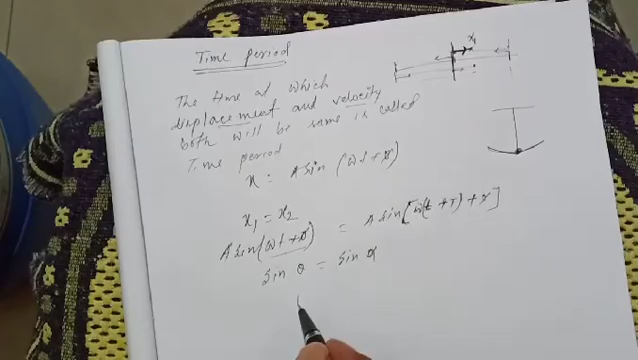 Time period
x₁
The time at which
displacement and velocity
both will be same is called
Time period
x = A sin (ωt + δ)
x₁ = x₂
A sin(ωt + δ) = A sin[ω(t + T) + δ]
sin θ = sin α